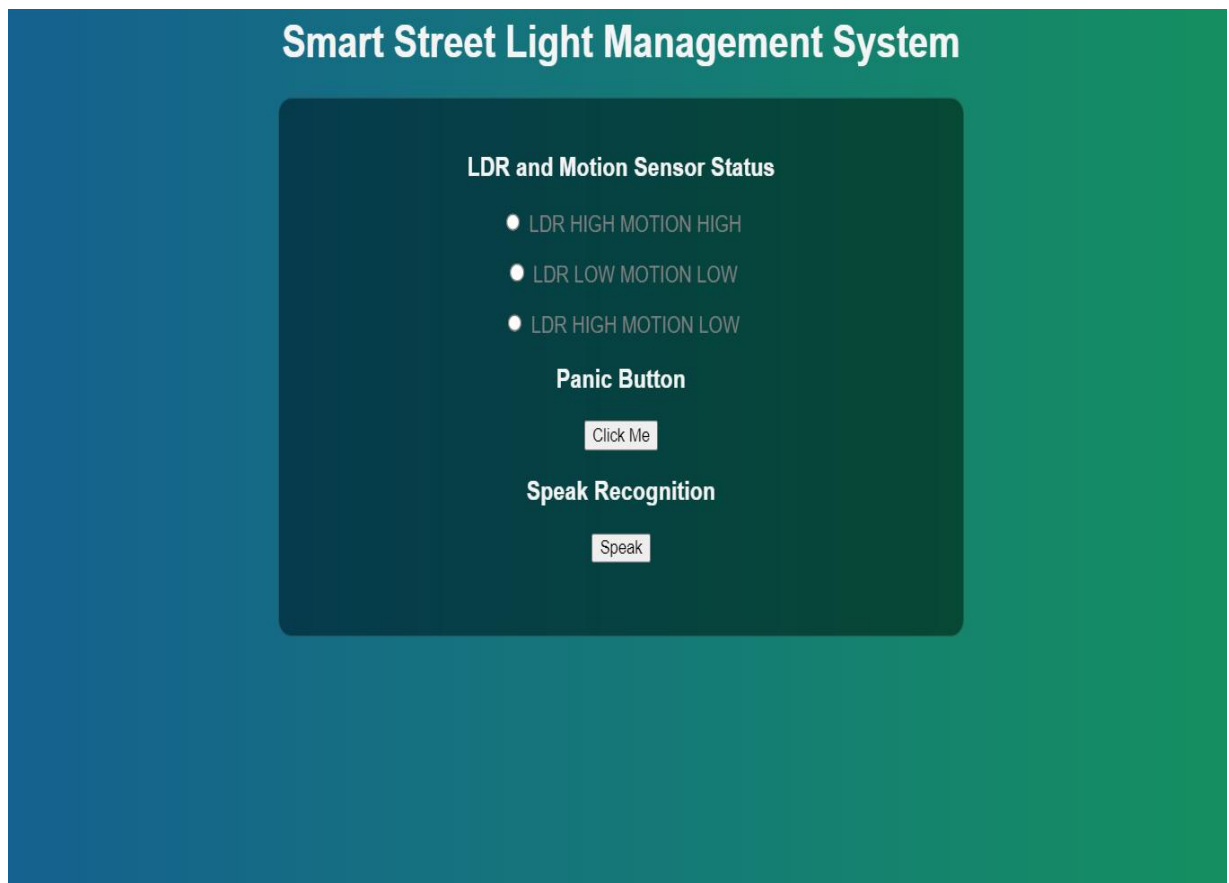 Smart Street Light Management System
LDR and Motion Sensor Status
LDR HIGH MOTION HIGH
LDR LOW MOTION LOW
LDR HIGH MOTION LOW
Panic Button
Click Me
Speak Recognition
Speak